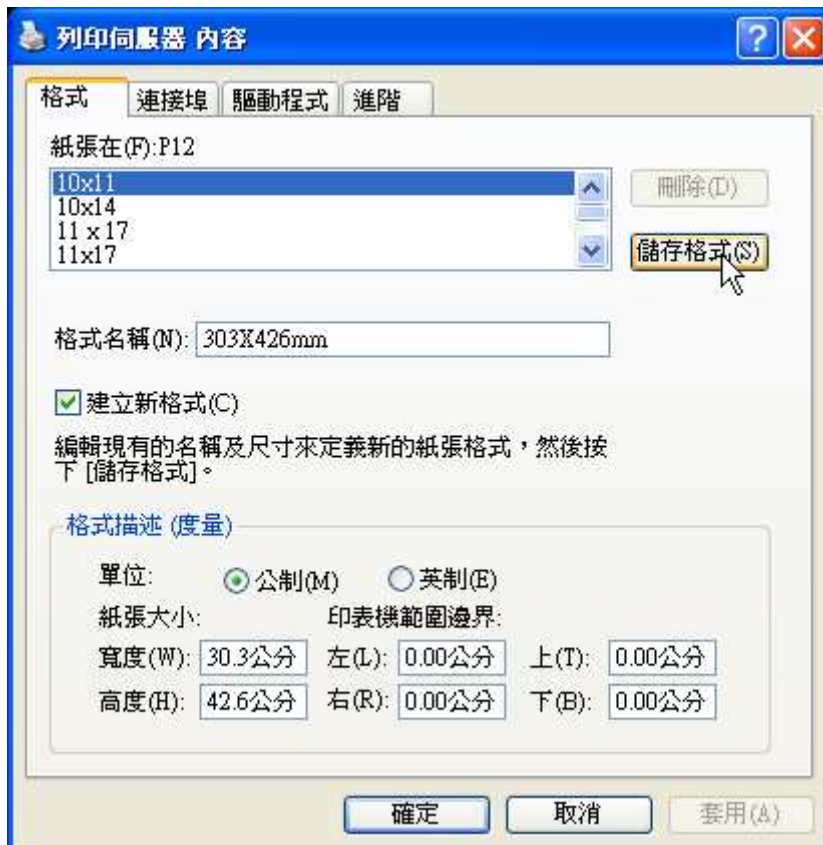 列印伺服器 內容
格式 連接埠 驅動程式 進階
紙張在(F):P12
10x11
10x14
11 x 17
11x17
刪除(D)
儲存格式(S)
格式名稱(N): 303X426mm
建立新格式(C)
編輯現有的名稱及尺寸來定義新的紙張格式，然後按
下 [儲存格式]。
格式描述 (度量)
單位: 公制(M) 英制(E)
紙張大小: 印表機範圍邊界:
寬度(W): 30.3公分 左(L): 0.00公分 上(T): 0.00公分
高度(H): 42.6公分 右(R): 0.00公分 下(B): 0.00公分
確定 取消 套用(A)